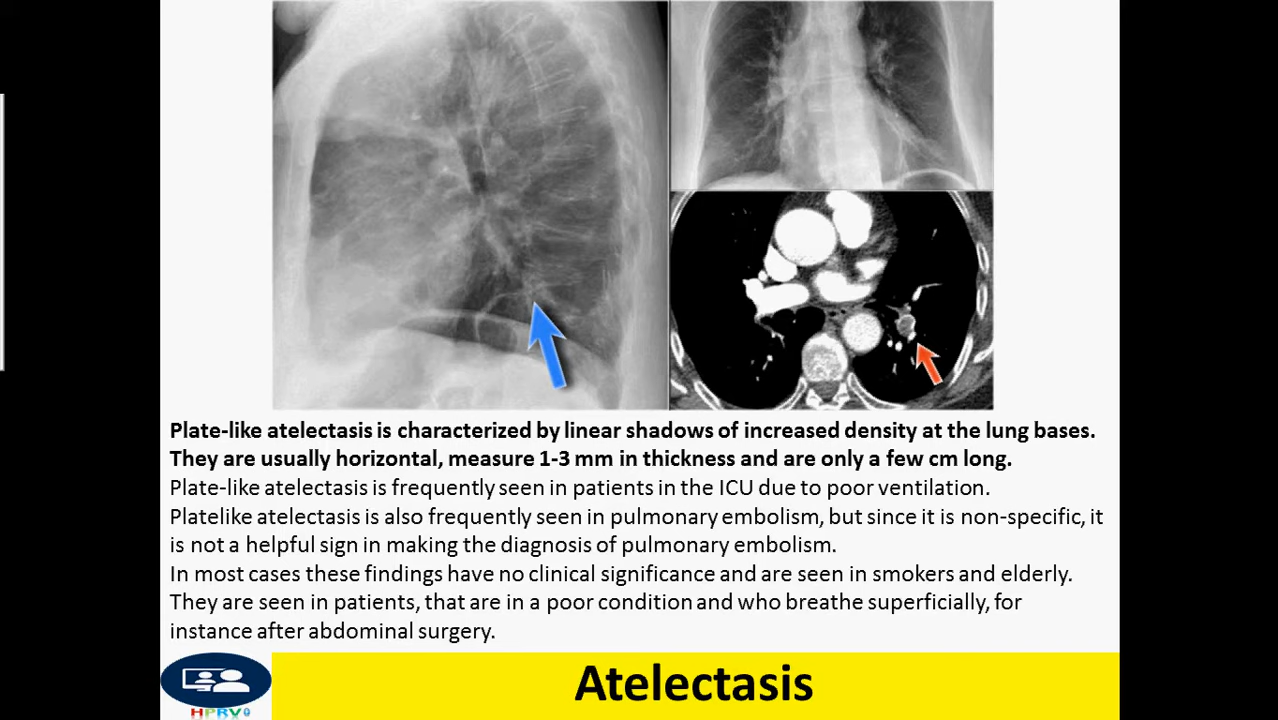 Plate-like atelectasis is characterized by linear shadows of increased density at the lung bases.
They are usually horizontal, measure 1-3 mm in thickness and are only a few cm long.
Plate-like atelectasis is frequently seen in patients in the ICU due to poor ventilation.
Platelike atelectasis is also frequently seen in pulmonary embolism, but since it is non-specific, it
is not a helpful sign in making the diagnosis of pulmonary embolism.
In most cases these findings have no clinical significance and are seen in smokers and elderly.
They are seen in patients, that are in a poor condition and who breathe superficially, for
instance after abdominal surgery.
Atelectasis